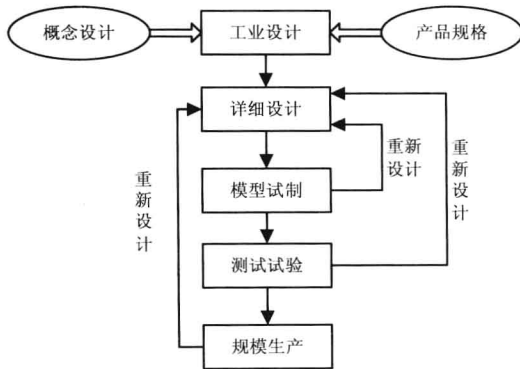 概念设计
工业设计
产品规格
详细设计
重新
设计
重
新
设
计
重
新
设
计
模型试制
测试试验
规模生产